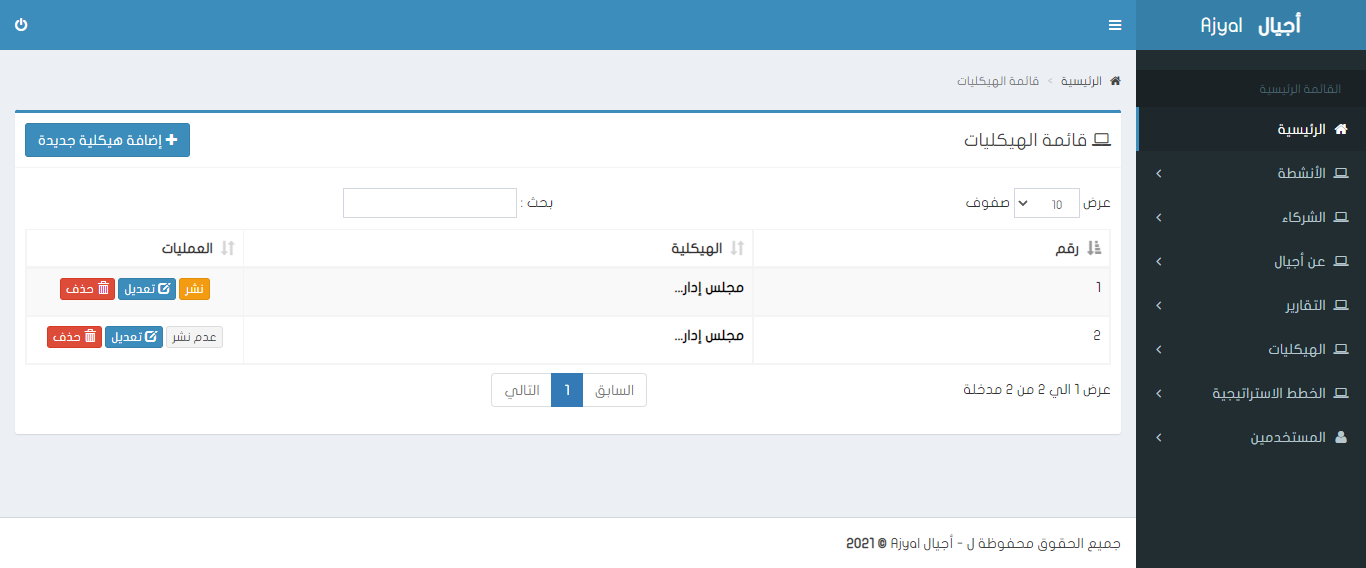 أجيال Ajyal
القائمة الرئيسية
الرئيسية
الأنشطة
الشركاء
عن أجيال
التقارير
الهيكليات
الخطط الاستراتيجية
المستخدمين
الرئيسية > قائمة الهيكليات
قائمة الهيكليات
إضافة هيكلية جديدة
عرض 10 صفوف
بحث :
رقم الهيكلية العمليات
1 مجلس إدار... نشر تعديل حذف
2 مجلس إدار... عدم نشر تعديل حذف
عرض 1 الي 2 من 2 مدخلة
السابق 1 التالي
جميع الحقوق محفوظة ل - أجيال Ajyal © 2021